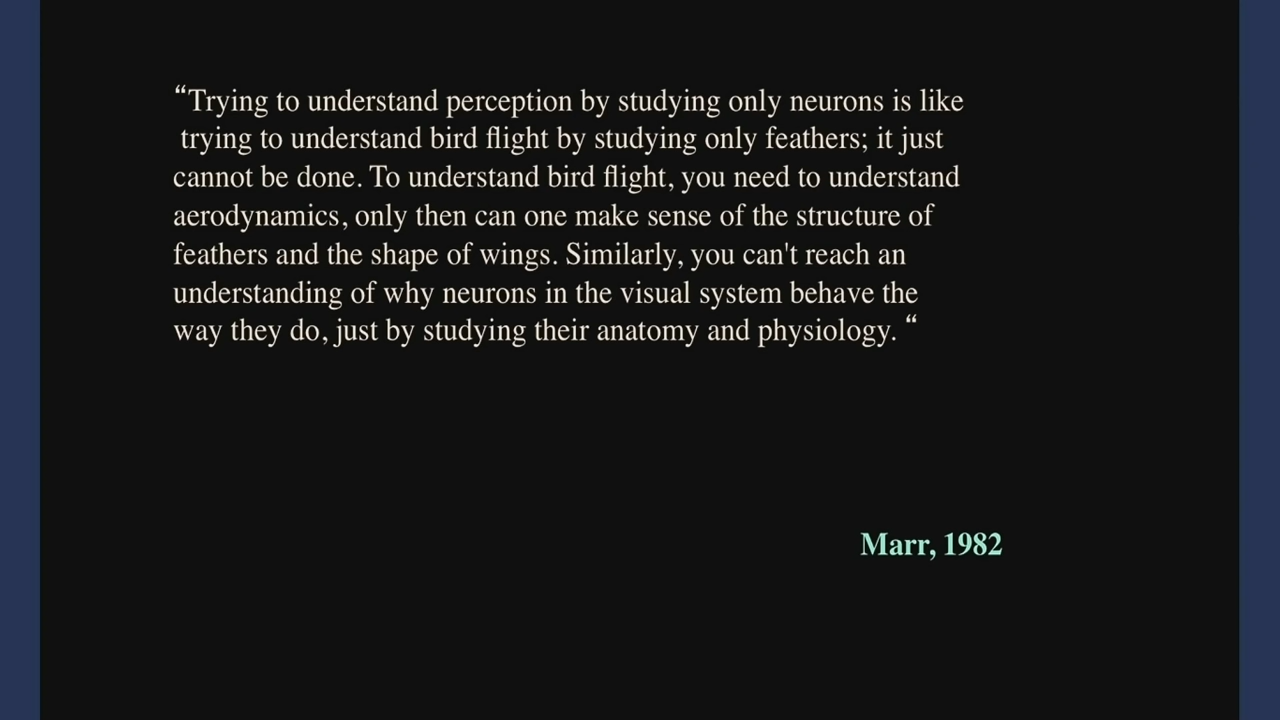 “Trying to understand perception by studying only neurons is like
trying to understand bird flight by studying only feathers; it just
cannot be done. To understand bird flight, you need to understand
aerodynamics, only then can one make sense of the structure of
feathers and the shape of wings. Similarly, you can't reach an
understanding of why neurons in the visual system behave the
way they do, just by studying their anatomy and physiology. “
Marr, 1982